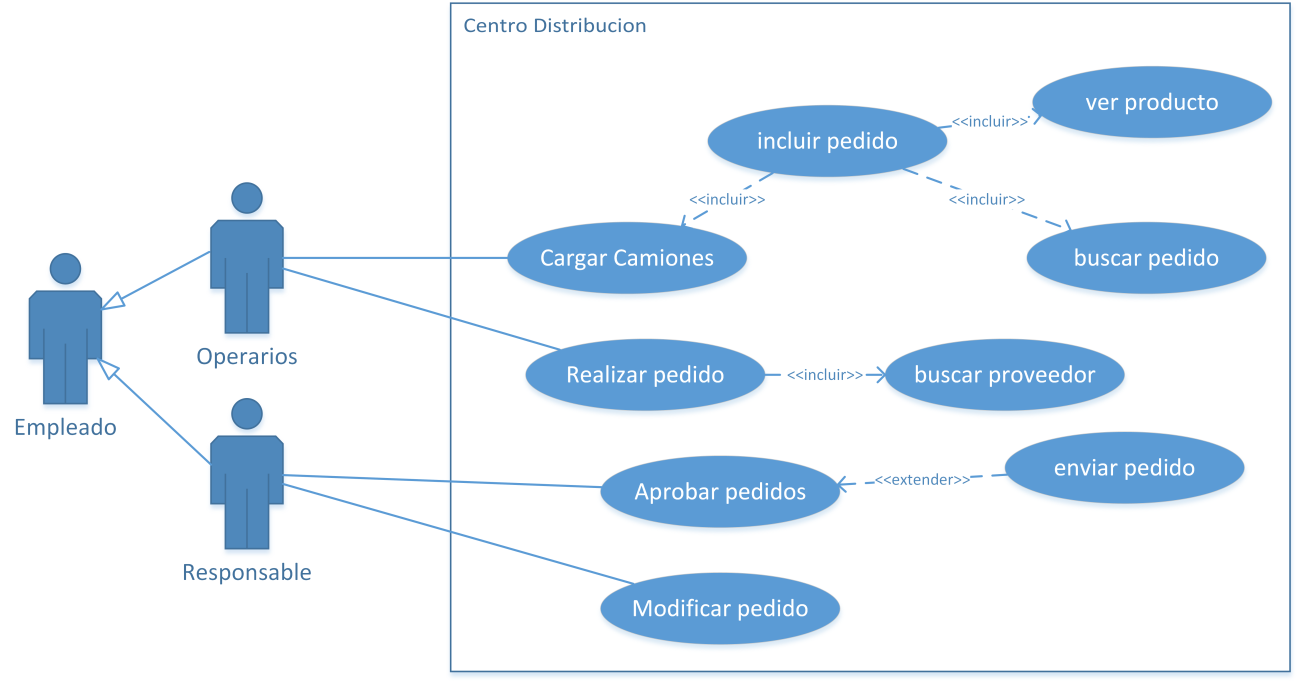 Centro Distribucion
ver producto
<<incluir>>
incluir pedido
<<incluir>>
<<incluir>>
Cargar Camiones
buscar pedido
Operarios
Realizar pedido
<<incluir>>
buscar proveedor
Empleado
enviar pedido
<<extender>>
Aprobar pedidos
Responsable
Modificar pedido